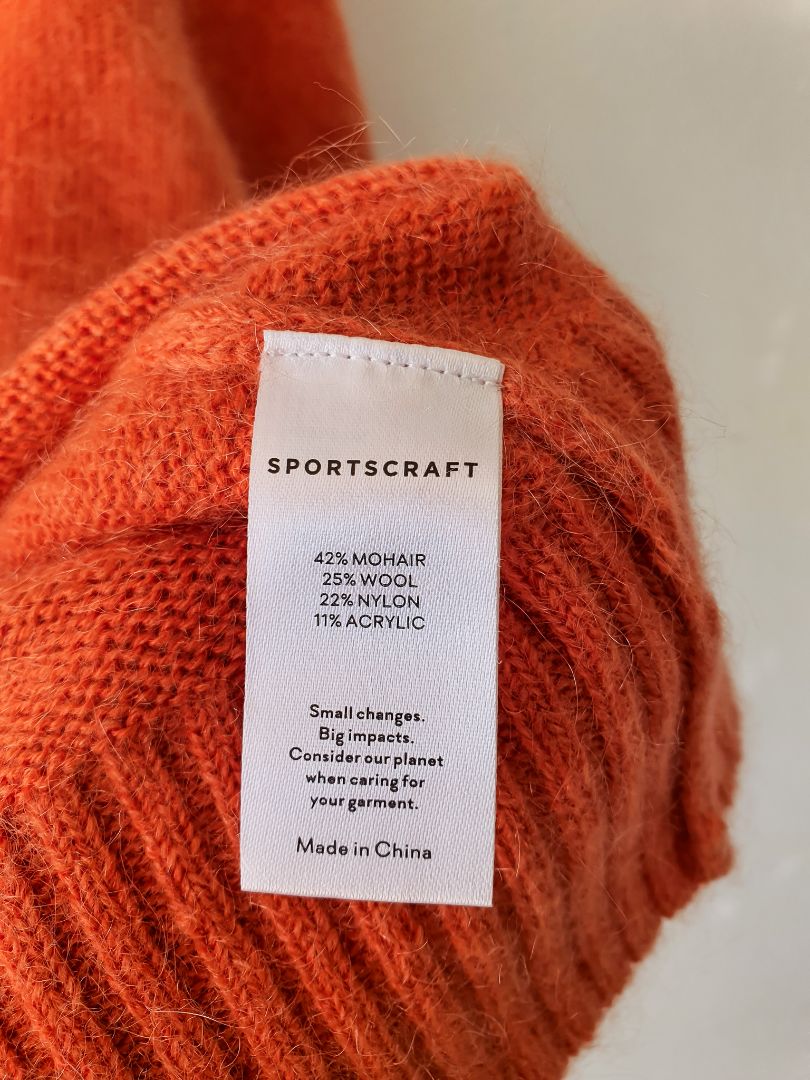 SPORTSCRAFT
42% MOHAIR
25% WOOL
22% NYLON
11% ACRYLIC
Small changes.
Big impacts.
Consider our planet
when caring for
your garment.
Made in China